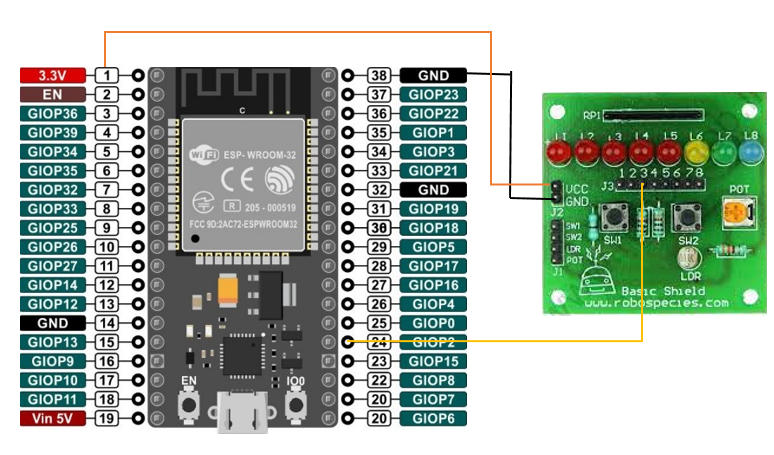 3.3V 1 38 GND
EN 2 37 GIOP23
GIOP36 3 36 GIOP22
GIOP39 4 35 GIOP1
GIOP34 5 34 GIOP3
GIOP35 6 33 GIOP21
GIOP32 7 32 GND
GIOP33 8 31 GIOP19
GIOP25 9 30 GIOP18
GIOP26 10 29 GIOP5
GIOP27 11 28 GIOP17
GIOP14 12 27 GIOP16
GIOP12 13 26 GIOP4
GND 14 25 GIOP0
GIOP13 15 24 GIOP2
GIOP9 16 23 GIOP15
GIOP10 17 22 GIOP8
GIOP11 18 20 GIOP7
Vin 5V 19 20 GIOP6
C
WiFi ESP-WROOM-32
CE
R 205-000519
FCC 9D:2AC72-ESPWROOM32
EN IO0
RP1
L1 L2 L3 L4 L5 L6 L7 L8
1 2 3 4 5 6 7 8
J3
VCC
GND
J2
POT
SW1 SW2
SW1
SW2
LDR
POT
J1
LDR
Basic Shield
www.robospecies.com